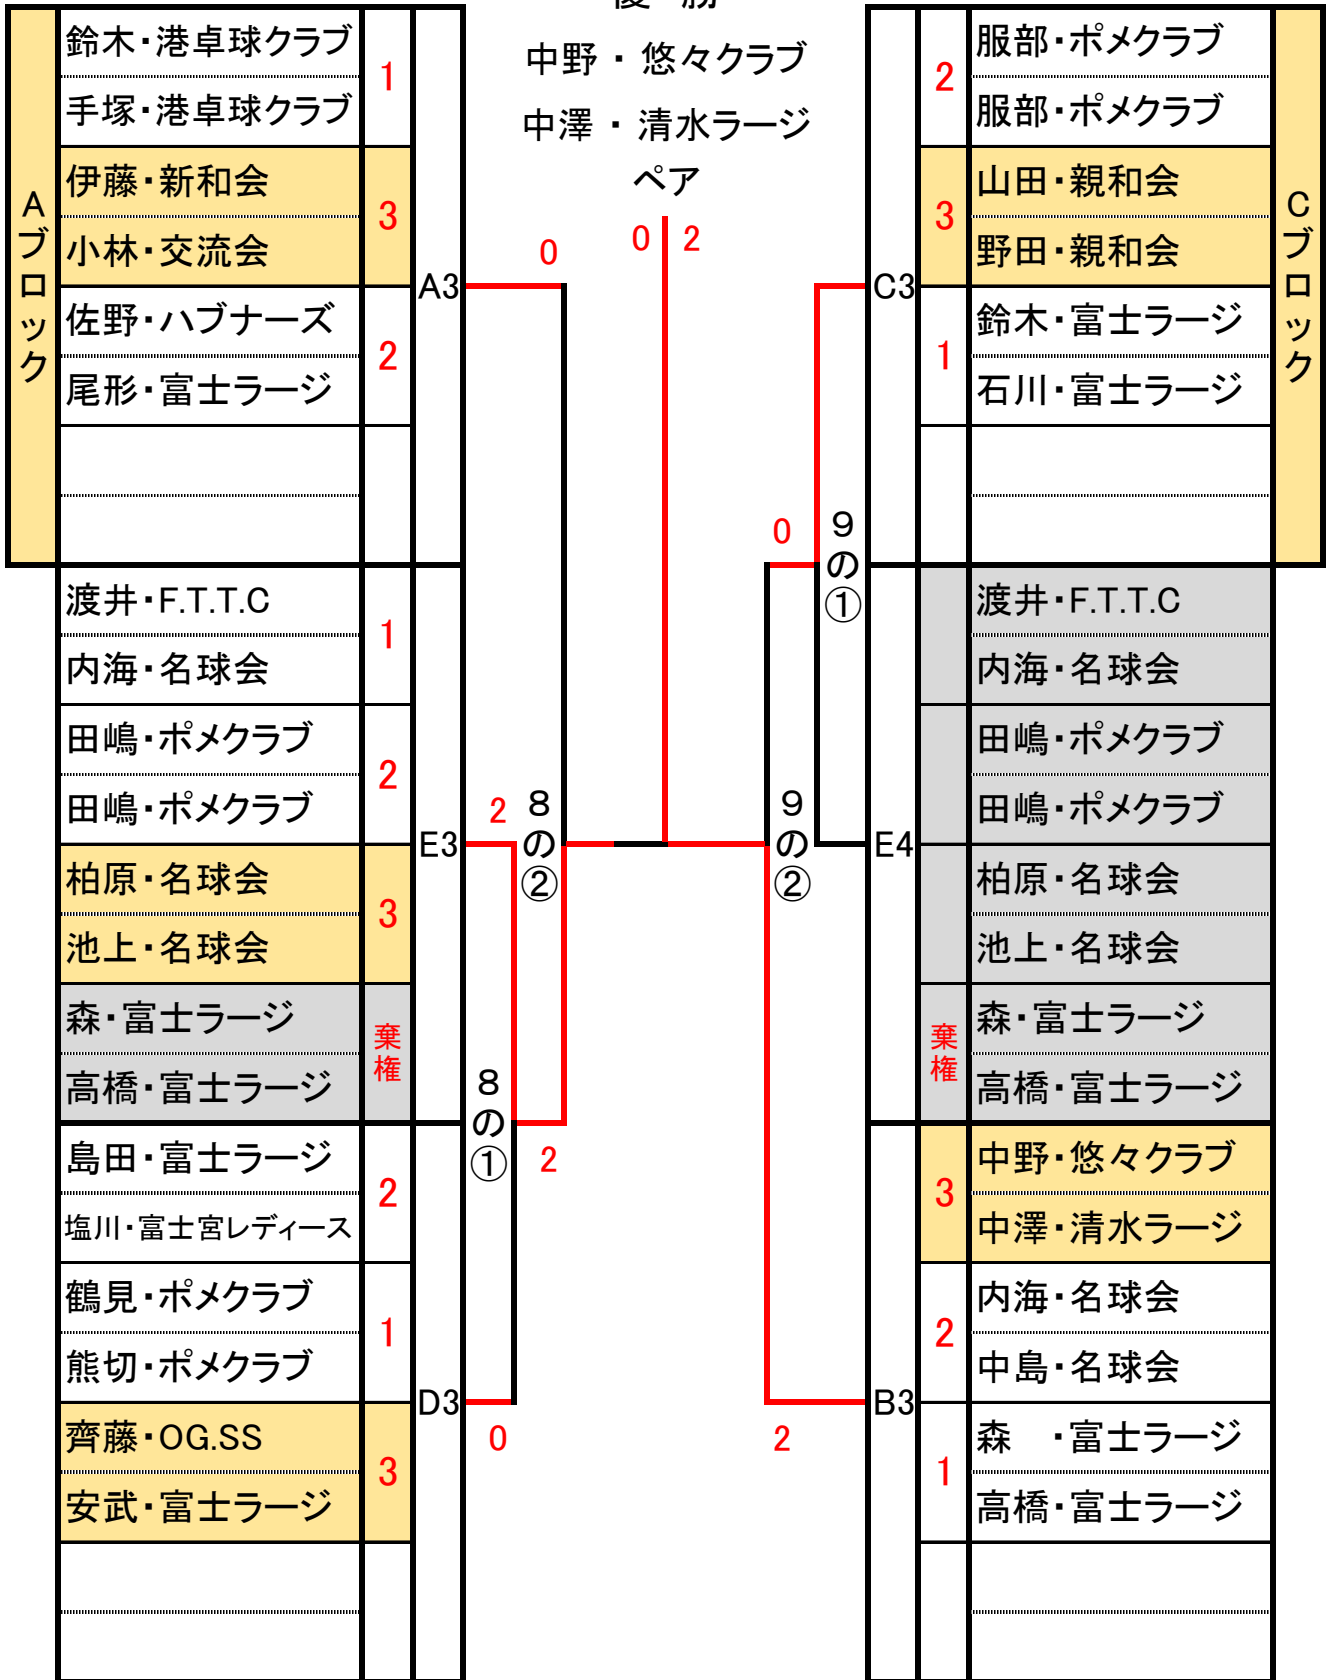 優 勝
中野 ・ 悠々クラブ
中澤 ・ 清水ラージ
ペア
0 2
Aブロック
鈴木・港卓球クラブ
手塚・港卓球クラブ
1
伊藤・新和会
小林・交流会
3
佐野・ハブナーズ
尾形・富士ラージ
2
A3
0
渡井・F.T.T.C
内海・名球会
1
田嶋・ポメクラブ
田嶋・ポメクラブ
2
柏原・名球会
池上・名球会
3
森・富士ラージ
高橋・富士ラージ
棄権
E3
2
8の②
島田・富士ラージ
塩川・富士宮レディース
2
鶴見・ポメクラブ
熊切・ポメクラブ
1
齊藤・OG.SS
安武・富士ラージ
3
D3
0
8の①
2
Cブロック
服部・ポメクラブ
服部・ポメクラブ
2
山田・親和会
野田・親和会
3
鈴木・富士ラージ
石川・富士ラージ
1
C3
0
9の①
渡井・F.T.T.C
内海・名球会
田嶋・ポメクラブ
田嶋・ポメクラブ
柏原・名球会
池上・名球会
森・富士ラージ
高橋・富士ラージ
棄権
E4
9の②
中野・悠々クラブ
中澤・清水ラージ
3
内海・名球会
中島・名球会
2
森　・富士ラージ
高橋・富士ラージ
1
B3
2